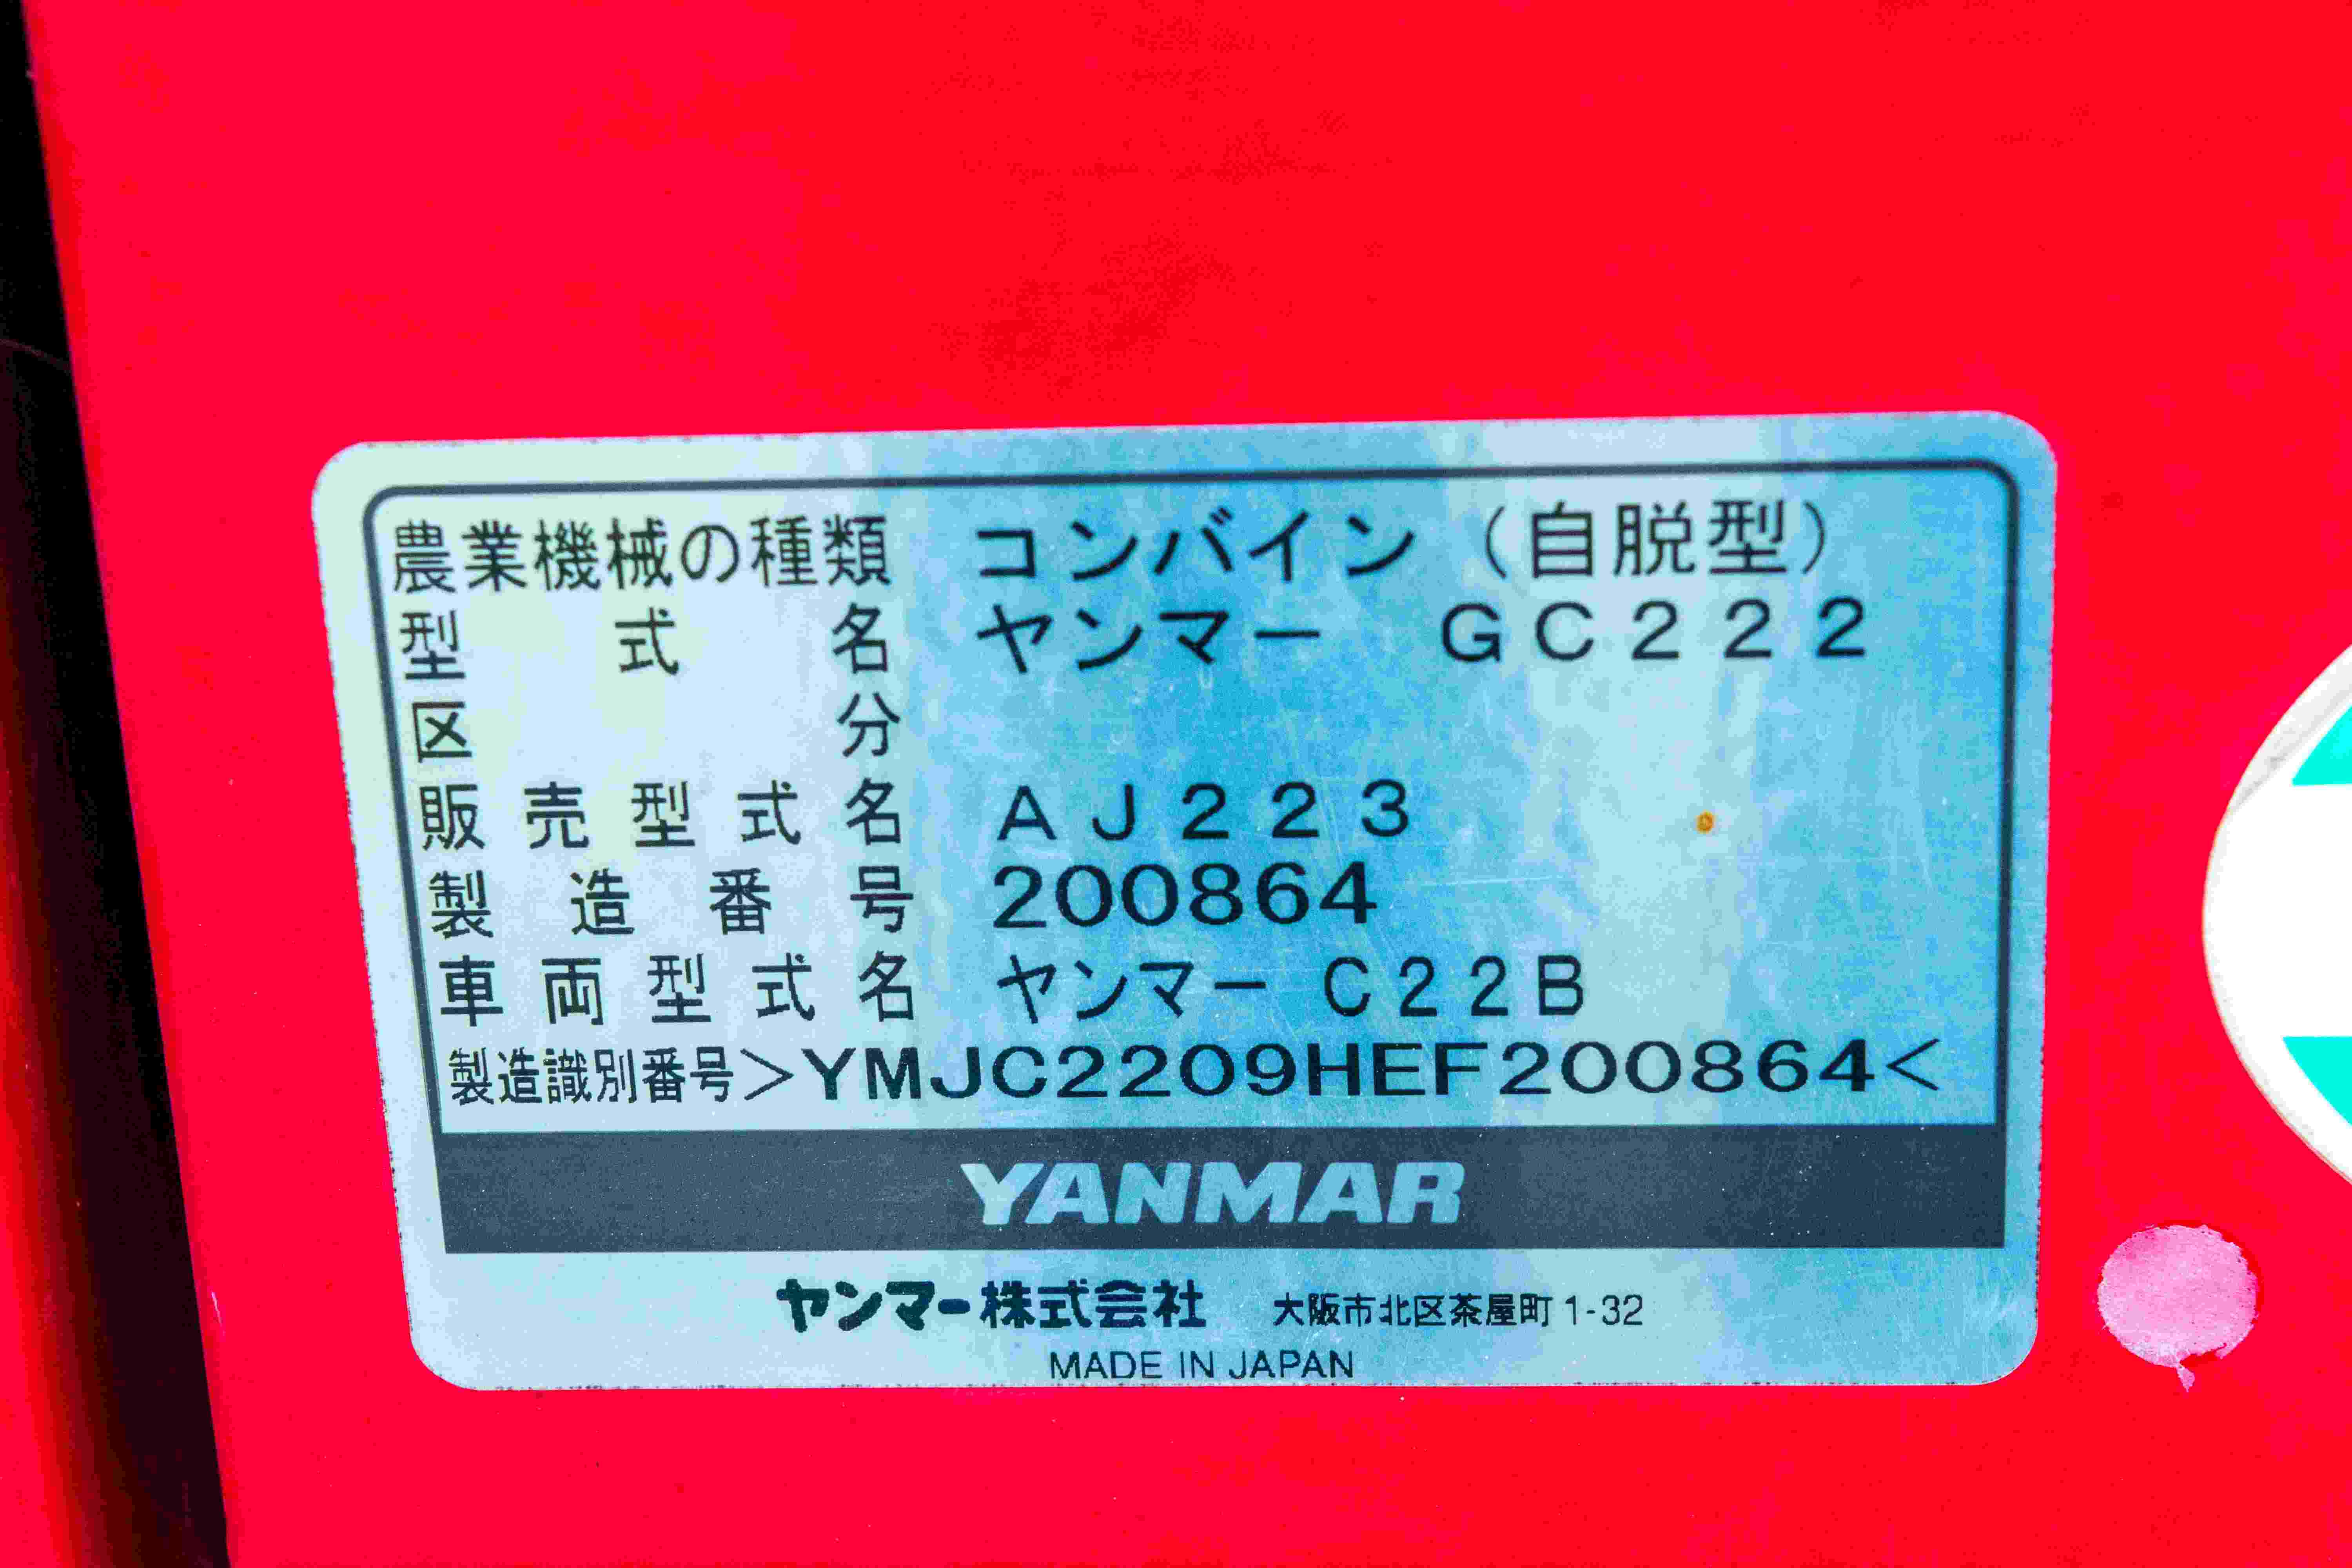 農業機械の種類 コンバイン（自脱型）
型式名 ヤンマー GC222
区分
販売型式名 AJ223
製造番号 200864
車両型式名 ヤンマー C22B
製造識別番号>YMJC2209HEF200864<
YANMAR
ヤンマー株式会社 大阪市北区茶屋町1-32
MADE IN JAPAN